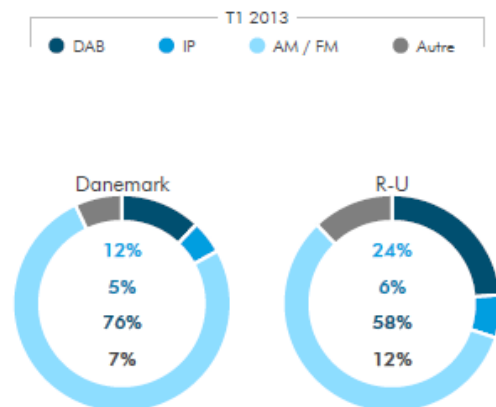 T1 2013
DAB IP AM / FM Autre
Danemark R-U
12% 24%
5% 6%
76% 58%
7% 12%